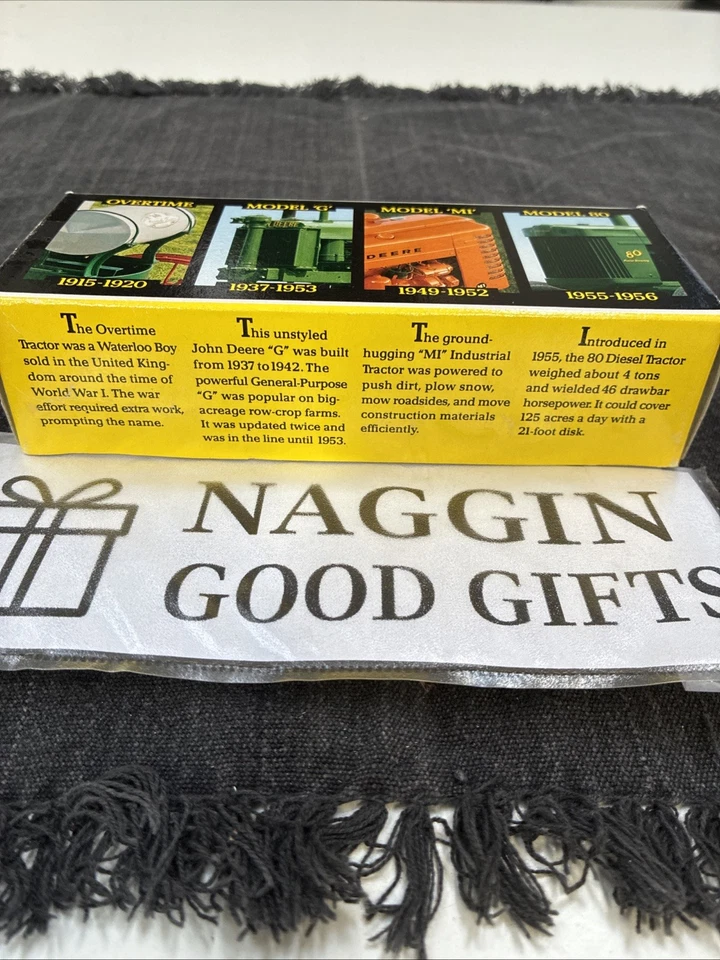 OVERTIME
1915-1920
MODEL 'G'
DEERE
1937-1953
MODEL 'MI'
DEERE
1949-1952
MODEL 80
80
1955-1956
The Overtime
Tractor was a Waterloo Boy
sold in the United King-
dom around the time of
World War I. The war
effort required extra work,
prompting the name.
This unstyled
John Deere "G" was built
from 1937 to 1942. The
powerful General-Purpose
"G" was popular on big-
acreage row-crop farms.
It was updated twice and
was in the line until 1953.
The ground-
hugging "MI" Industrial
Tractor was powered to
push dirt, plow snow,
mow roadsides, and move
construction materials
efficiently.
Introduced in
1955, the 80 Diesel Tractor
weighed about 4 tons
and wielded 46 drawbar
horsepower. It could cover
125 acres a day with a
21-foot disk.
NAGGIN
GOOD GIFTS